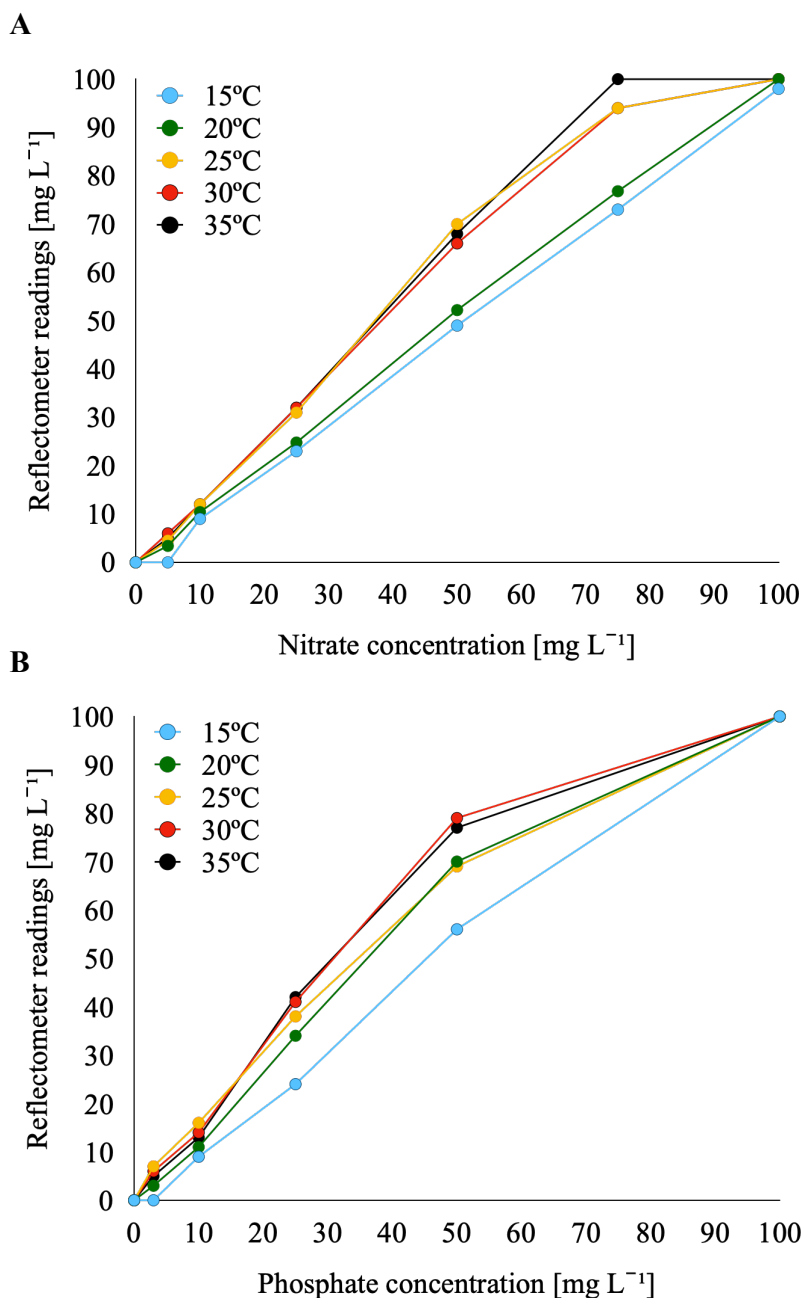 A
100
90
80
70
60
50
40
30
20
10
0
Reflectometer readings [mg L⁻¹]
15ºC
20ºC
25ºC
30ºC
35ºC
0 10 20 30 40 50 60 70 80 90 100
Nitrate concentration [mg L⁻¹]
B
100
90
80
70
60
50
40
30
20
10
0
Reflectometer readings [mg L⁻¹]
15ºC
20ºC
25ºC
30ºC
35ºC
0 10 20 30 40 50 60 70 80 90 100
Phosphate concentration [mg L⁻¹]